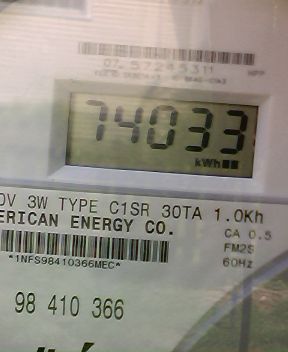 07 57245311
74033
kWh
0V 3W TYPE C1SR 30TA 1.0Kh
ERICAN ENERGY CO.
CA 0.5
FM2S
60Hz
*1NFS98410366MEC*
98 410 366